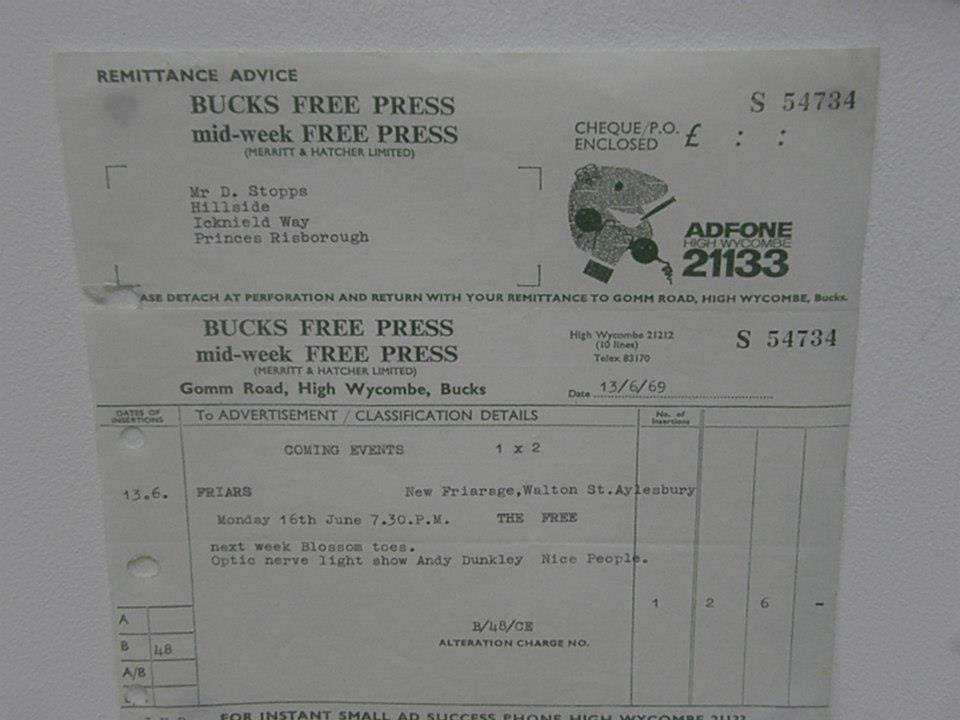 REMITTANCE ADVICE
BUCKS FREE PRESS
mid-week FREE PRESS
(MERRITT & HATCHER LIMITED)
S 54734
CHEQUE/P.O. £ : :
ENCLOSED
Mr D. Stopps
Hillside
Icknield Way
Princes Risborough
ADFONE
HIGH WYCOMBE
21133
ASE DETACH AT PERFORATION AND RETURN WITH YOUR REMITTANCE TO GOMM ROAD, HIGH WYCOMBE, Bucks.
BUCKS FREE PRESS
mid-week FREE PRESS
(MERRITT & HATCHER LIMITED)
Gomm Road, High Wycombe, Bucks
High Wycombe 21212
(10 lines)
Telex 83170
S 54734
Date 13/6/69
DATES OF
INSERTIONS
To ADVERTISEMENT / CLASSIFICATION DETAILS
No. of
Insertions
COMING EVENTS 1 x 2
13.6. FRIARS New Friarage,Walton St.Aylesbury
Monday 16th June 7.30.P.M. THE FREE
next week Blossom toes.
Optic nerve light show Andy Dunkley Nice People.
1 2 6 -
B/48/CE
ALTERATION CHARGE NO.
A
B 48
A/B
FOR INSTANT SMALL AD SUCCESS PHONE HIGH WYCOMBE 21133